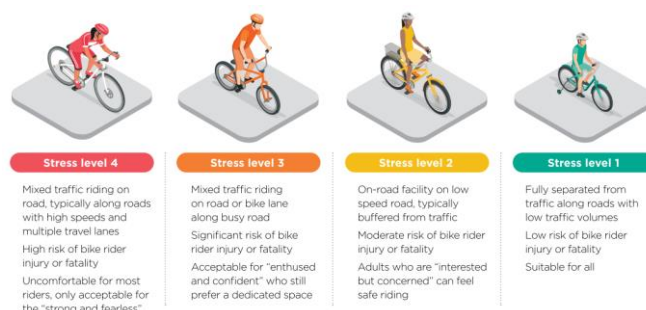 Stress level 4
Mixed traffic riding on
road, typically along roads
with high speeds and
multiple travel lanes
High risk of bike rider
injury or fatality
Uncomfortable for most
riders, only acceptable for
the "strong and fearless"
Stress level 3
Mixed traffic riding
on road or bike lane
along busy road
Significant risk of bike
rider injury or fatality
Acceptable for "enthused
and confident" who still
prefer a dedicated space
Stress level 2
On-road facility on low
speed road, typically
buffered from traffic
Moderate risk of bike rider
injury or fatality
Adults who are "interested
but concerned" can feel
safe riding
Stress level 1
Fully separated from
traffic along roads with
low traffic volumes
Low risk of bike rider
injury or fatality
Suitable for all